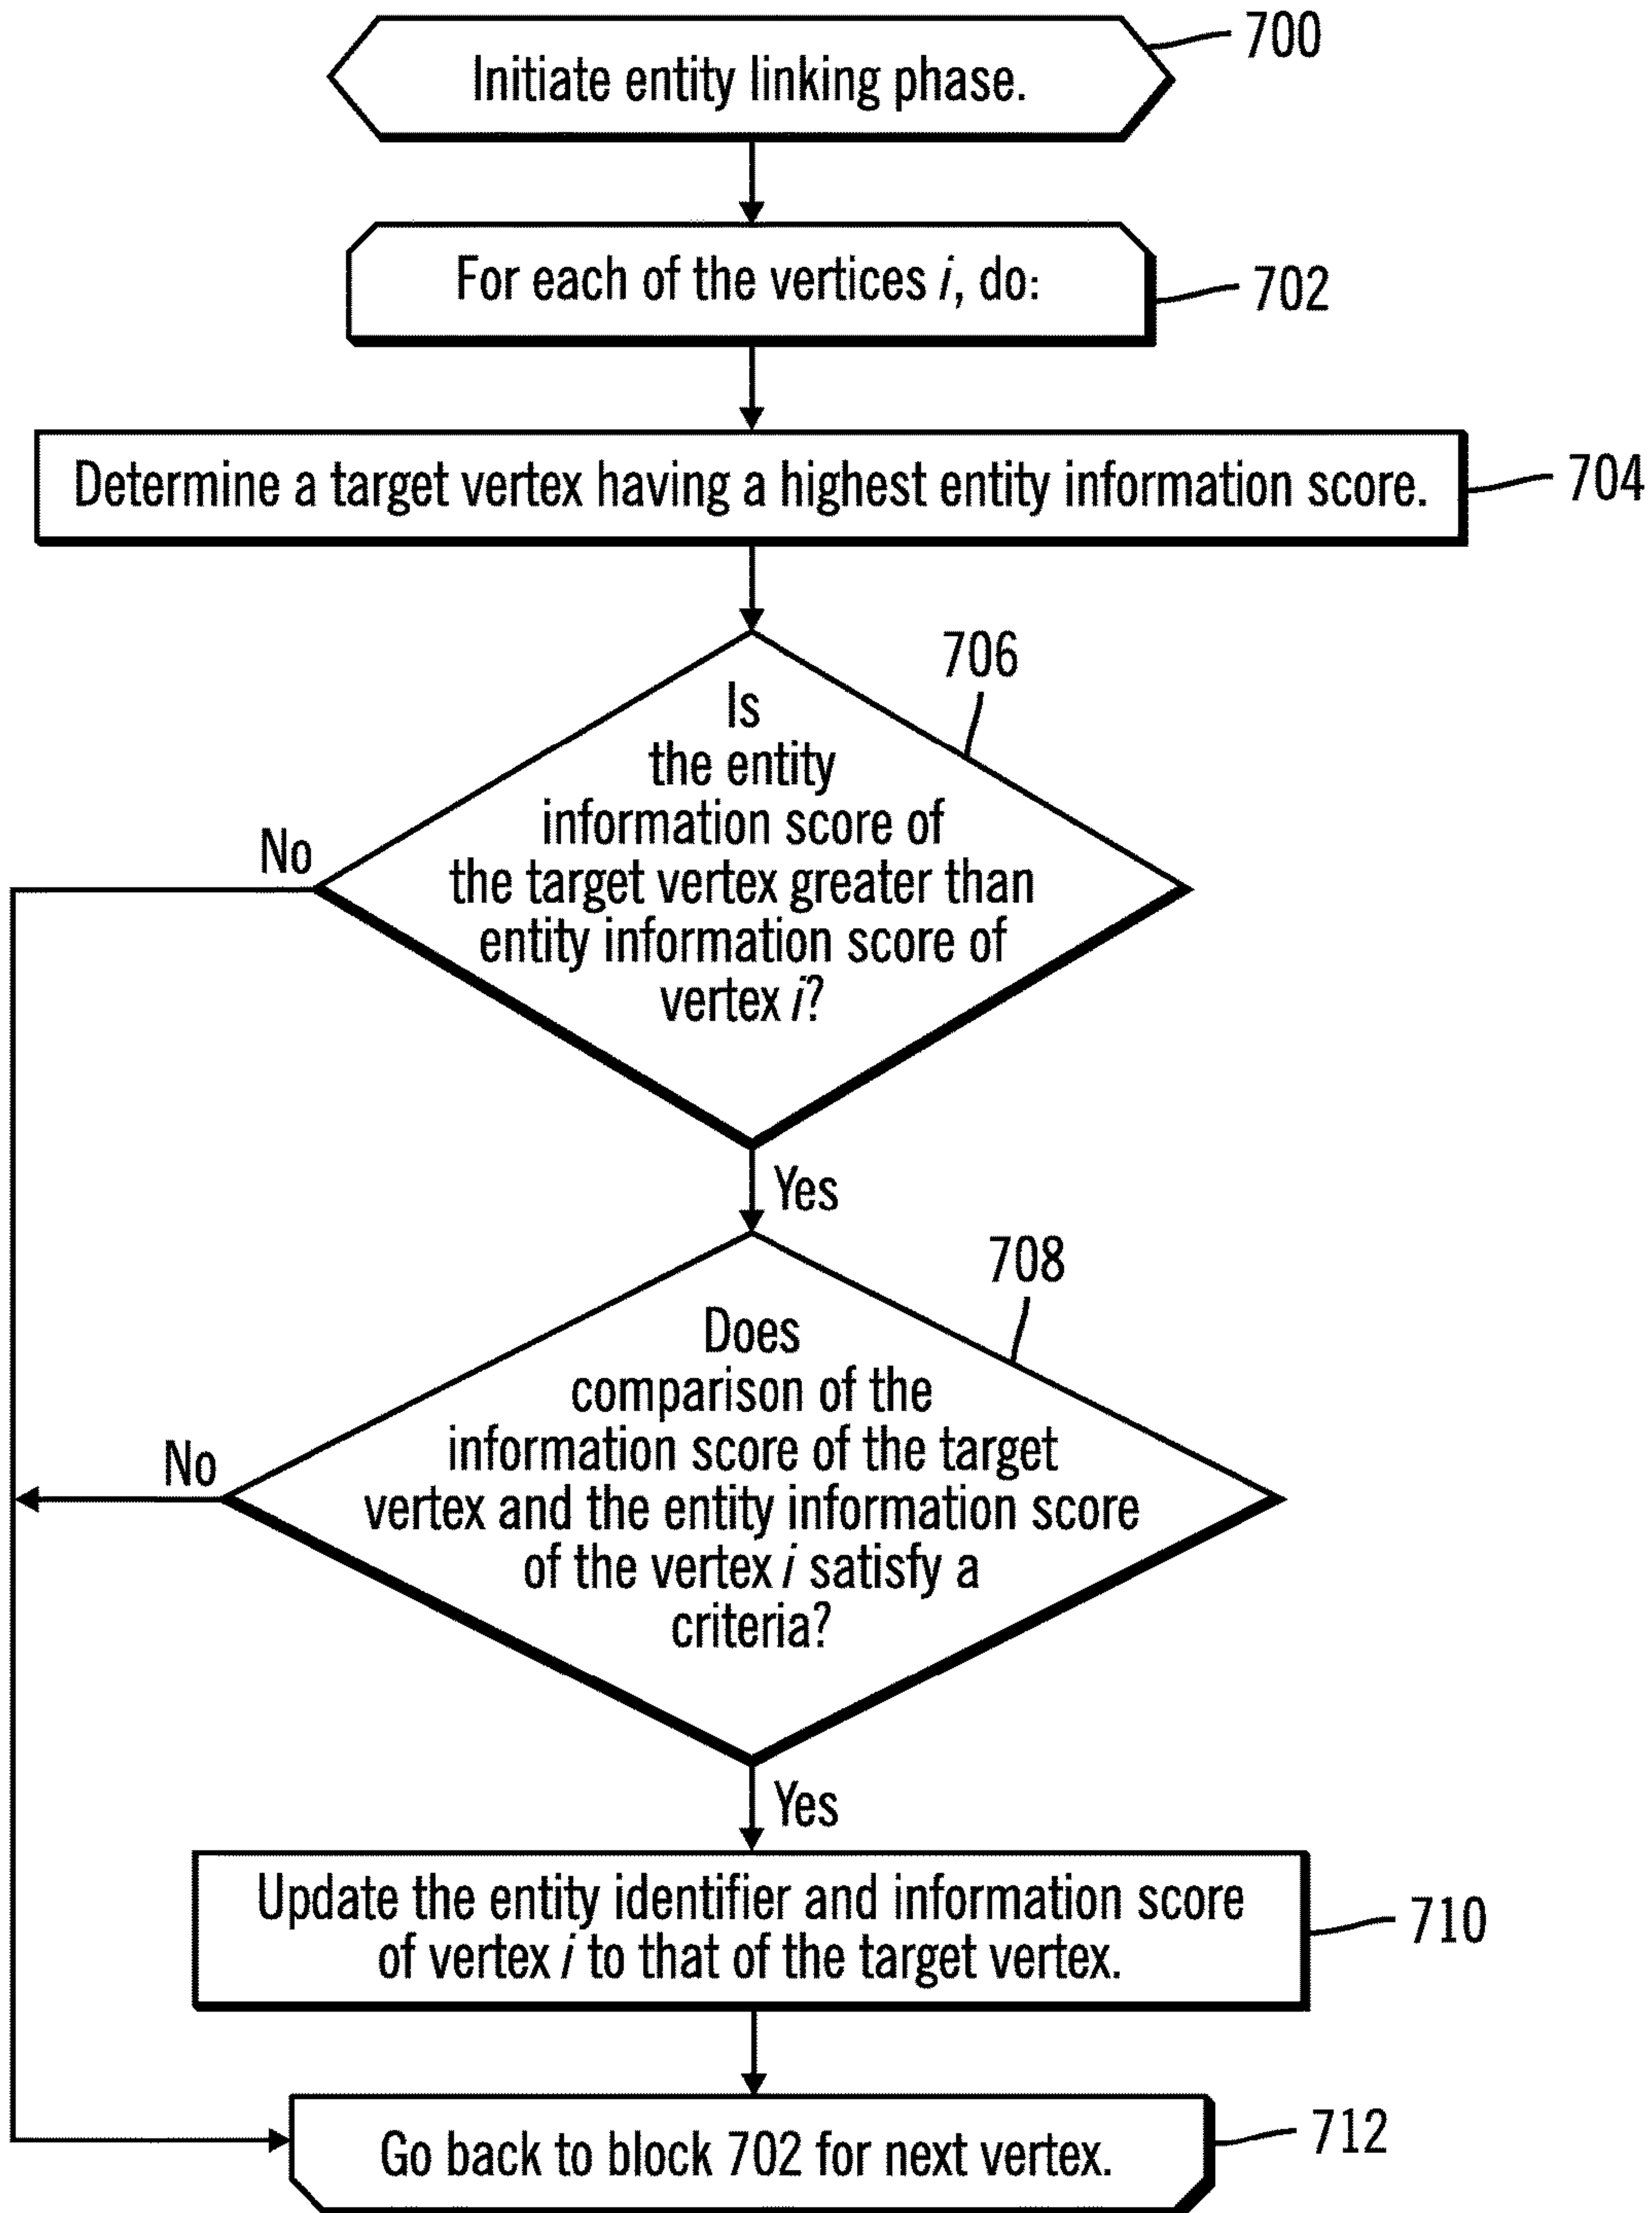 Initiate entity linking phase.
700
For each of the vertices i, do:
702
Determine a target vertex having a highest entity information score.
704
706
Is
the entity
information score of
the target vertex greater than
entity information score of
vertex i?
No
Yes
708
Does
comparison of the
information score of the target
vertex and the entity information score
of the vertex i satisfy a
criteria?
No
Yes
Update the entity identifier and information score
of vertex i to that of the target vertex.
710
Go back to block 702 for next vertex.
712